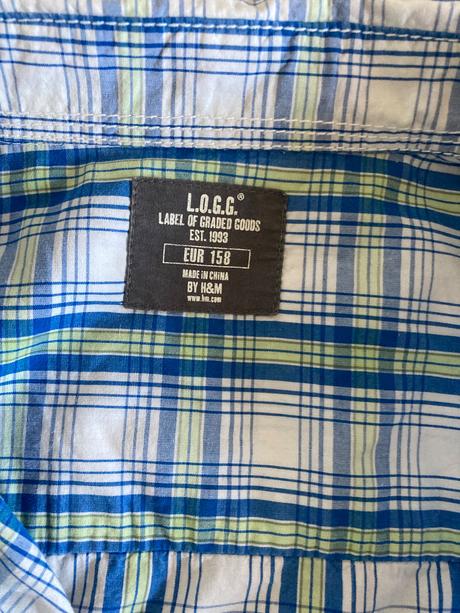 L.O.G.G.®
LABEL OF GRADED GOODS
EST. 1993
EUR 158
MADE IN CHINA
BY H&M
www.hm.com